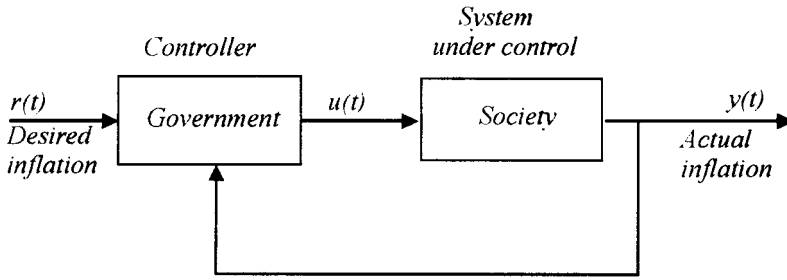 Controller
System
under control
r(t)
Desired
inflation
Government
u(t)
Society
y(t)
Actual
inflation